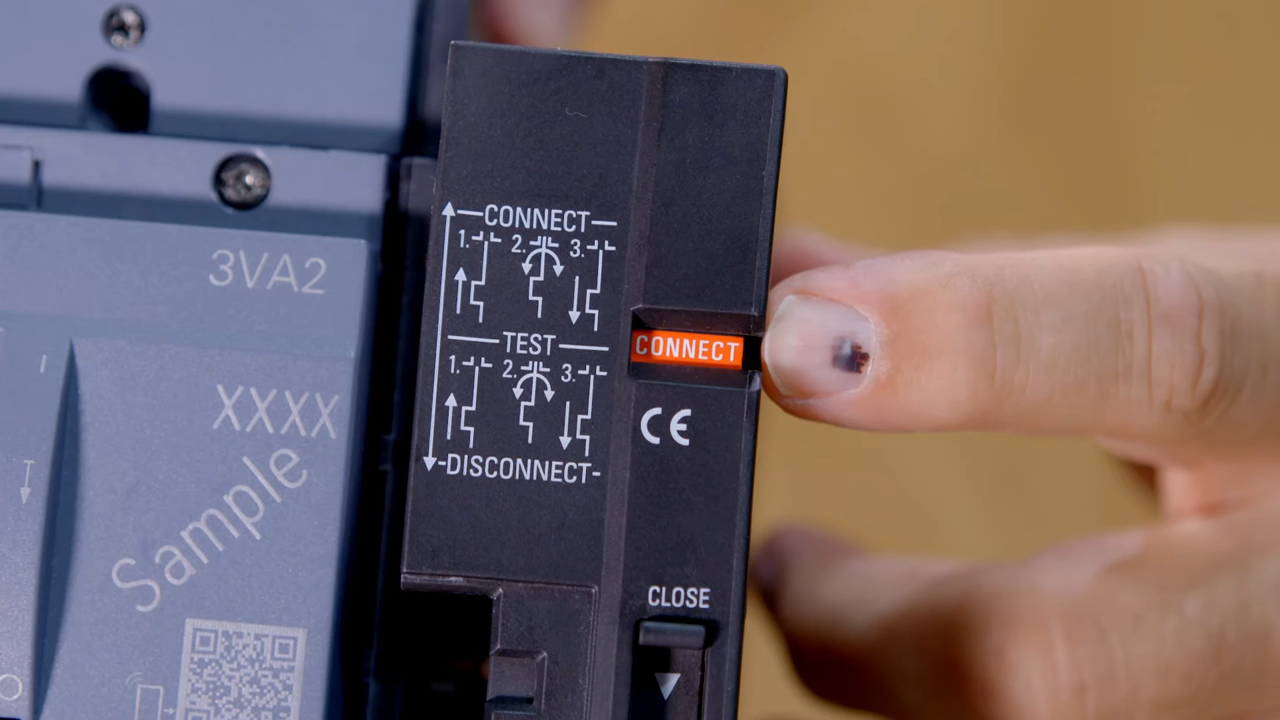 3VA2
XXXX
Sample
I
O
CONNECT
1. 2. 3.
TEST
1. 2. 3.
DISCONNECT
CONNECT
CE
CLOSE